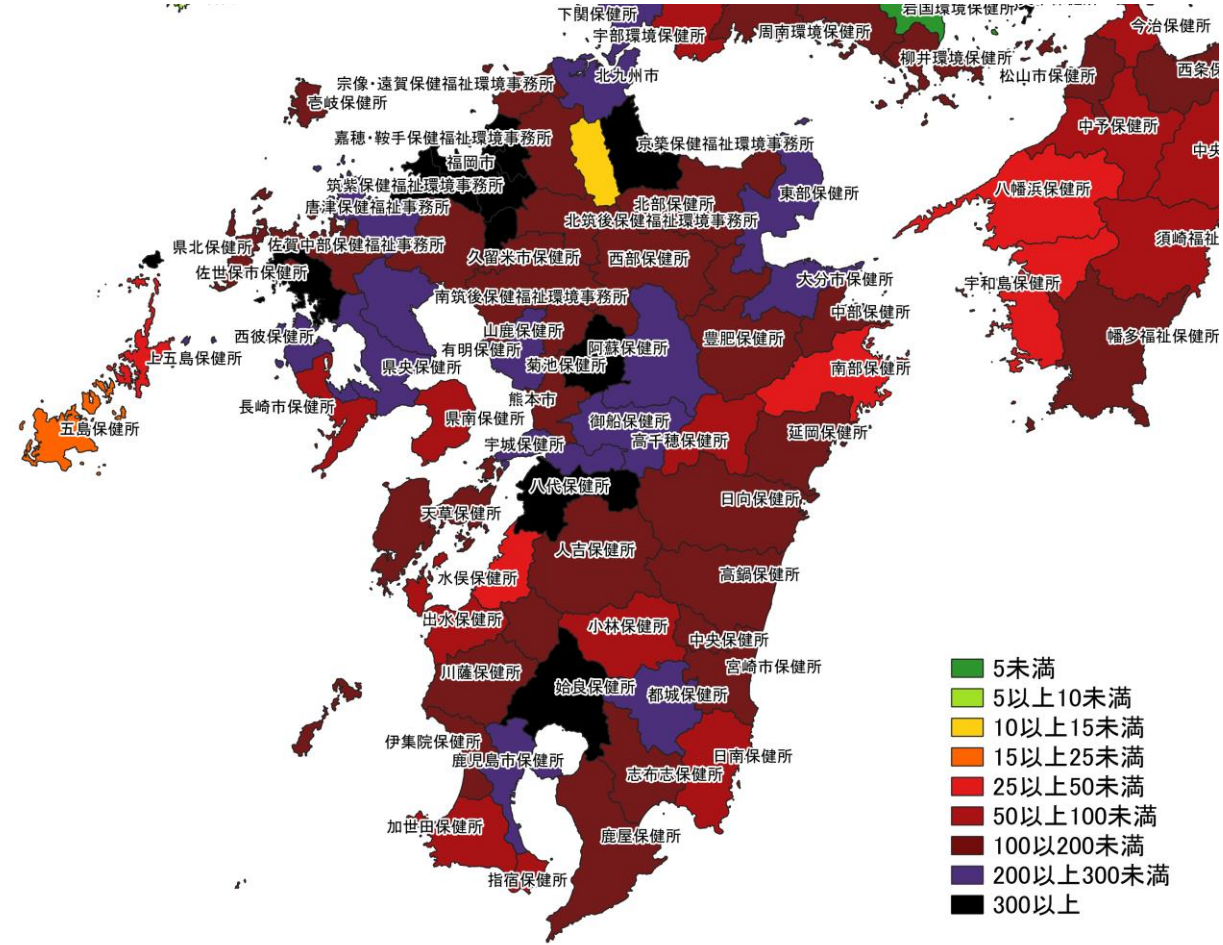 下関保健所
岩国環境保健所
宇部環境保健所
周南環境保健所
今治保健所
柳井環境保健所
松山市保健所
西条保
北九州市
宗像・遠賀保健福祉環境事務所
壱岐保健所
嘉穂・鞍手保健福祉環境事務所
京築保健福祉環境事務所
中予保健所
福岡市
中央
筑紫保健福祉環境事務所
東部保健所
八幡浜保健所
唐津保健福祉事務所
北部保健所
北筑後保健福祉環境事務所
県北保健所
佐賀中部保健福祉事務所
須崎福祉
久留米市保健所
西部保健所
佐世保市保健所
大分市保健所
宇和島保健所
南筑後保健福祉環境事務所
中部保健所
山鹿保健所
西彼保健所
豊肥保健所
幡多福祉保健所
有明保健所
阿蘇保健所
上五島保健所
菊池保健所
県央保健所
南部保健所
熊本市
長崎市保健所
県南保健所
御船保健所
五島保健所
延岡保健所
宇城保健所
高千穂保健所
八代保健所
日向保健所
天草保健所
人吉保健所
水俣保健所
高鍋保健所
出水保健所
小林保健所
中央保健所
川薩保健所
宮崎市保健所
姶良保健所
都城保健所
伊集院保健所
鹿児島市保健所
日南保健所
志布志保健所
加世田保健所
鹿屋保健所
指宿保健所
5未満
5以上10未満
10以上15未満
15以上25未満
25以上50未満
50以上100未満
100以200未満
200以上300未満
300以上